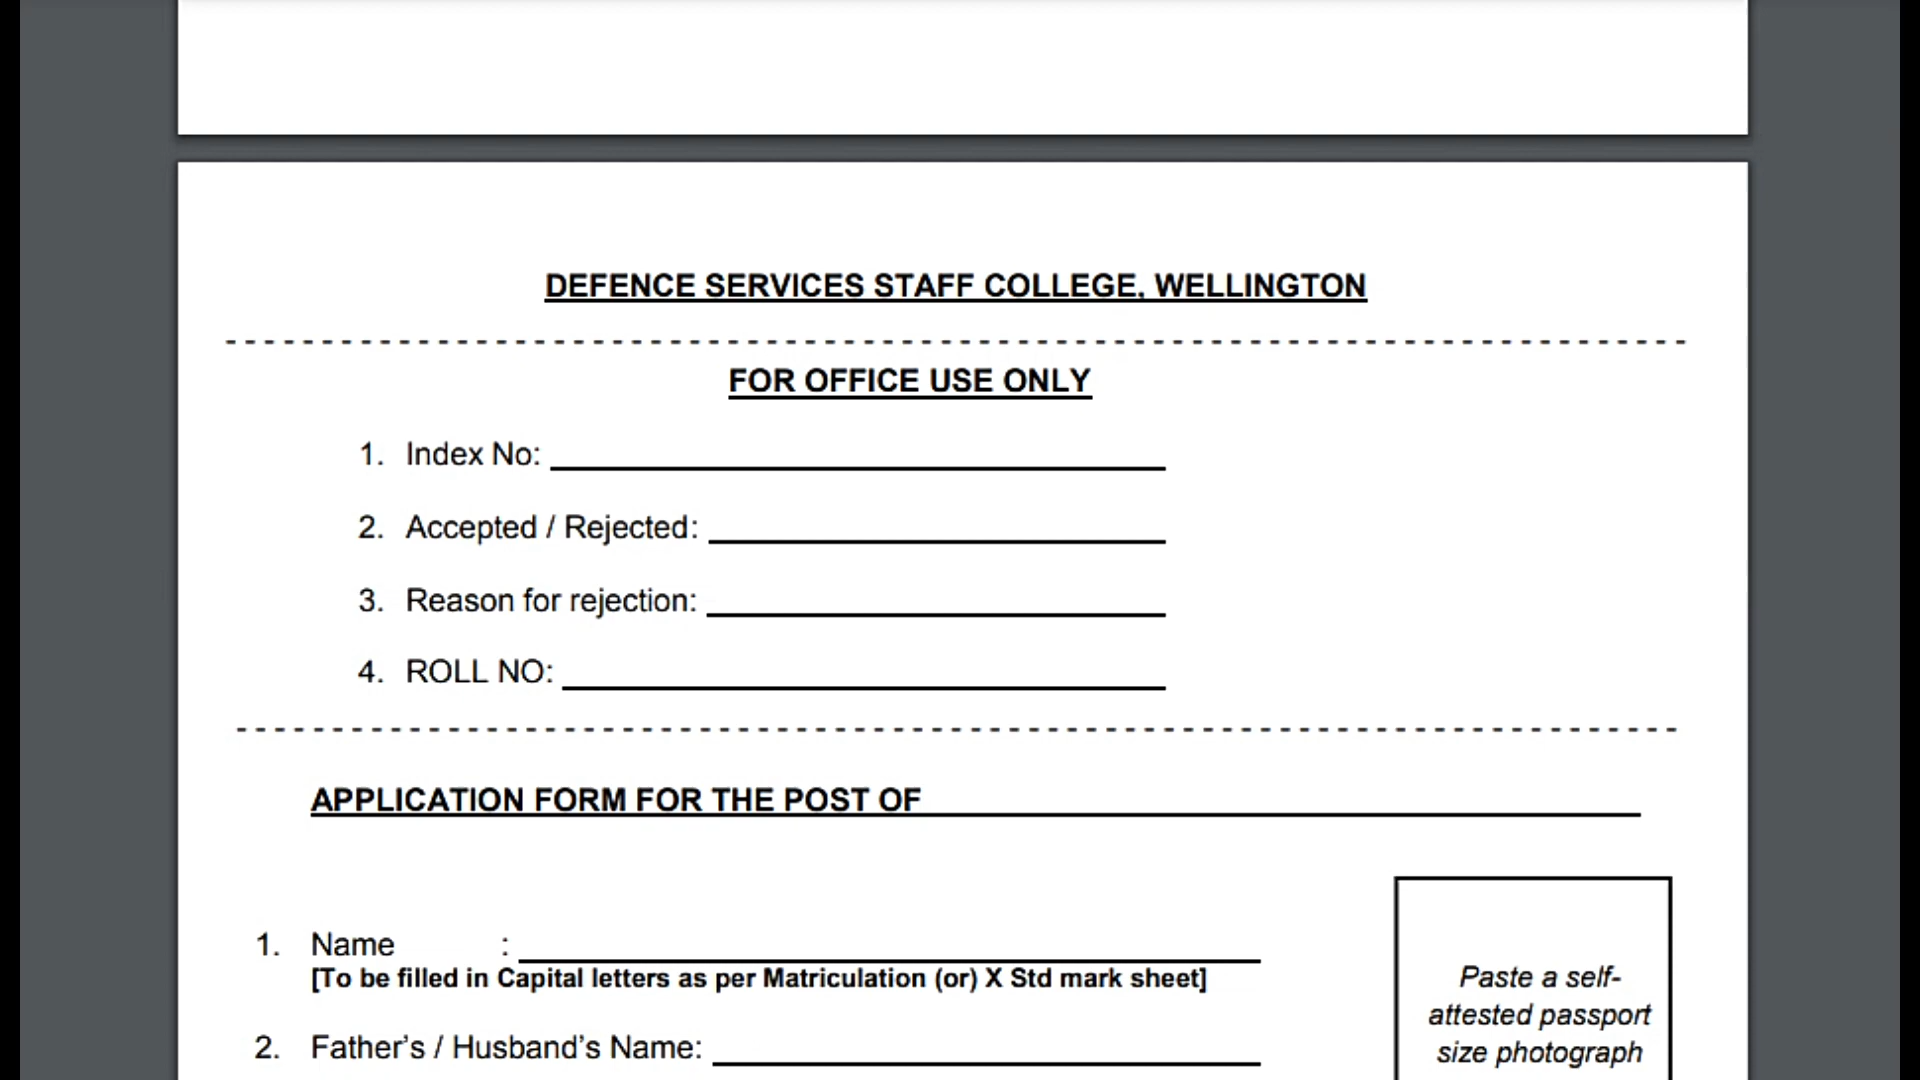 DEFENCE SERVICES STAFF COLLEGE, WELLINGTON
FOR OFFICE USE ONLY
1. Index No:
2. Accepted / Rejected:
3. Reason for rejection:
4. ROLL NO:
APPLICATION FORM FOR THE POST OF
1. Name :
[To be filled in Capital letters as per Matriculation (or) X Std mark sheet]
2. Father’s / Husband’s Name:
Paste a self-
attested passport
size photograph